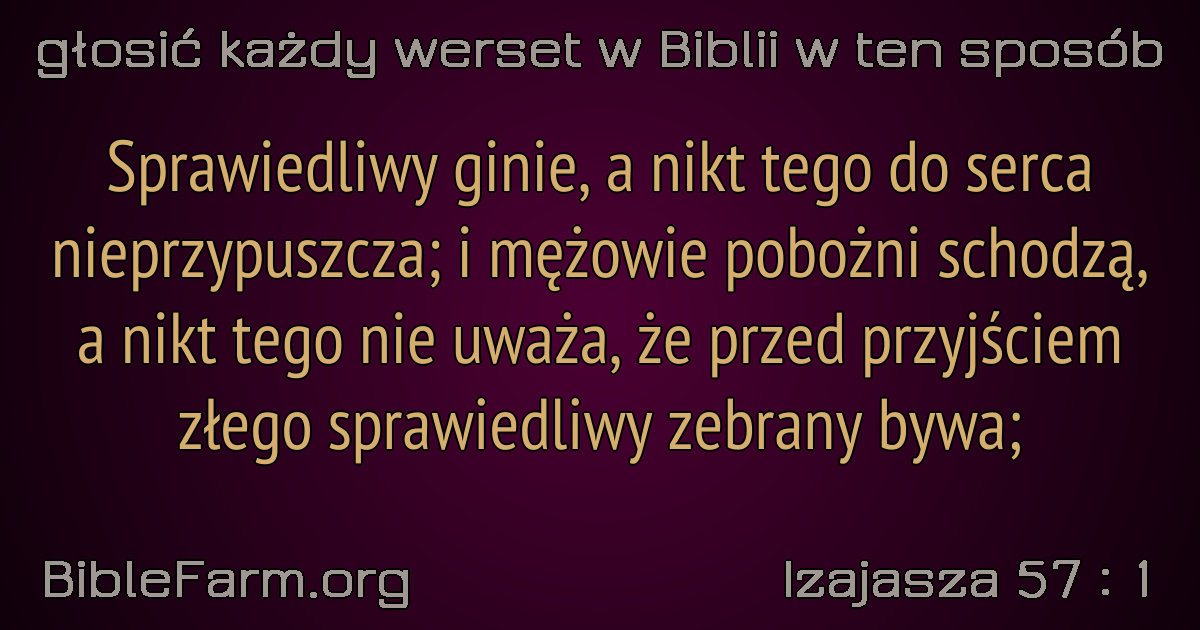 głosić każdy werset w Biblii w ten sposób
Sprawiedliwy ginie, a nikt tego do serca
nieprzypuszcza; i mężowie pobożni schodzą,
a nikt tego nie uważa, że przed przyjściem
złego sprawiedliwy zebrany bywa;
BibleFarm.org
Izajasza 57 : 1